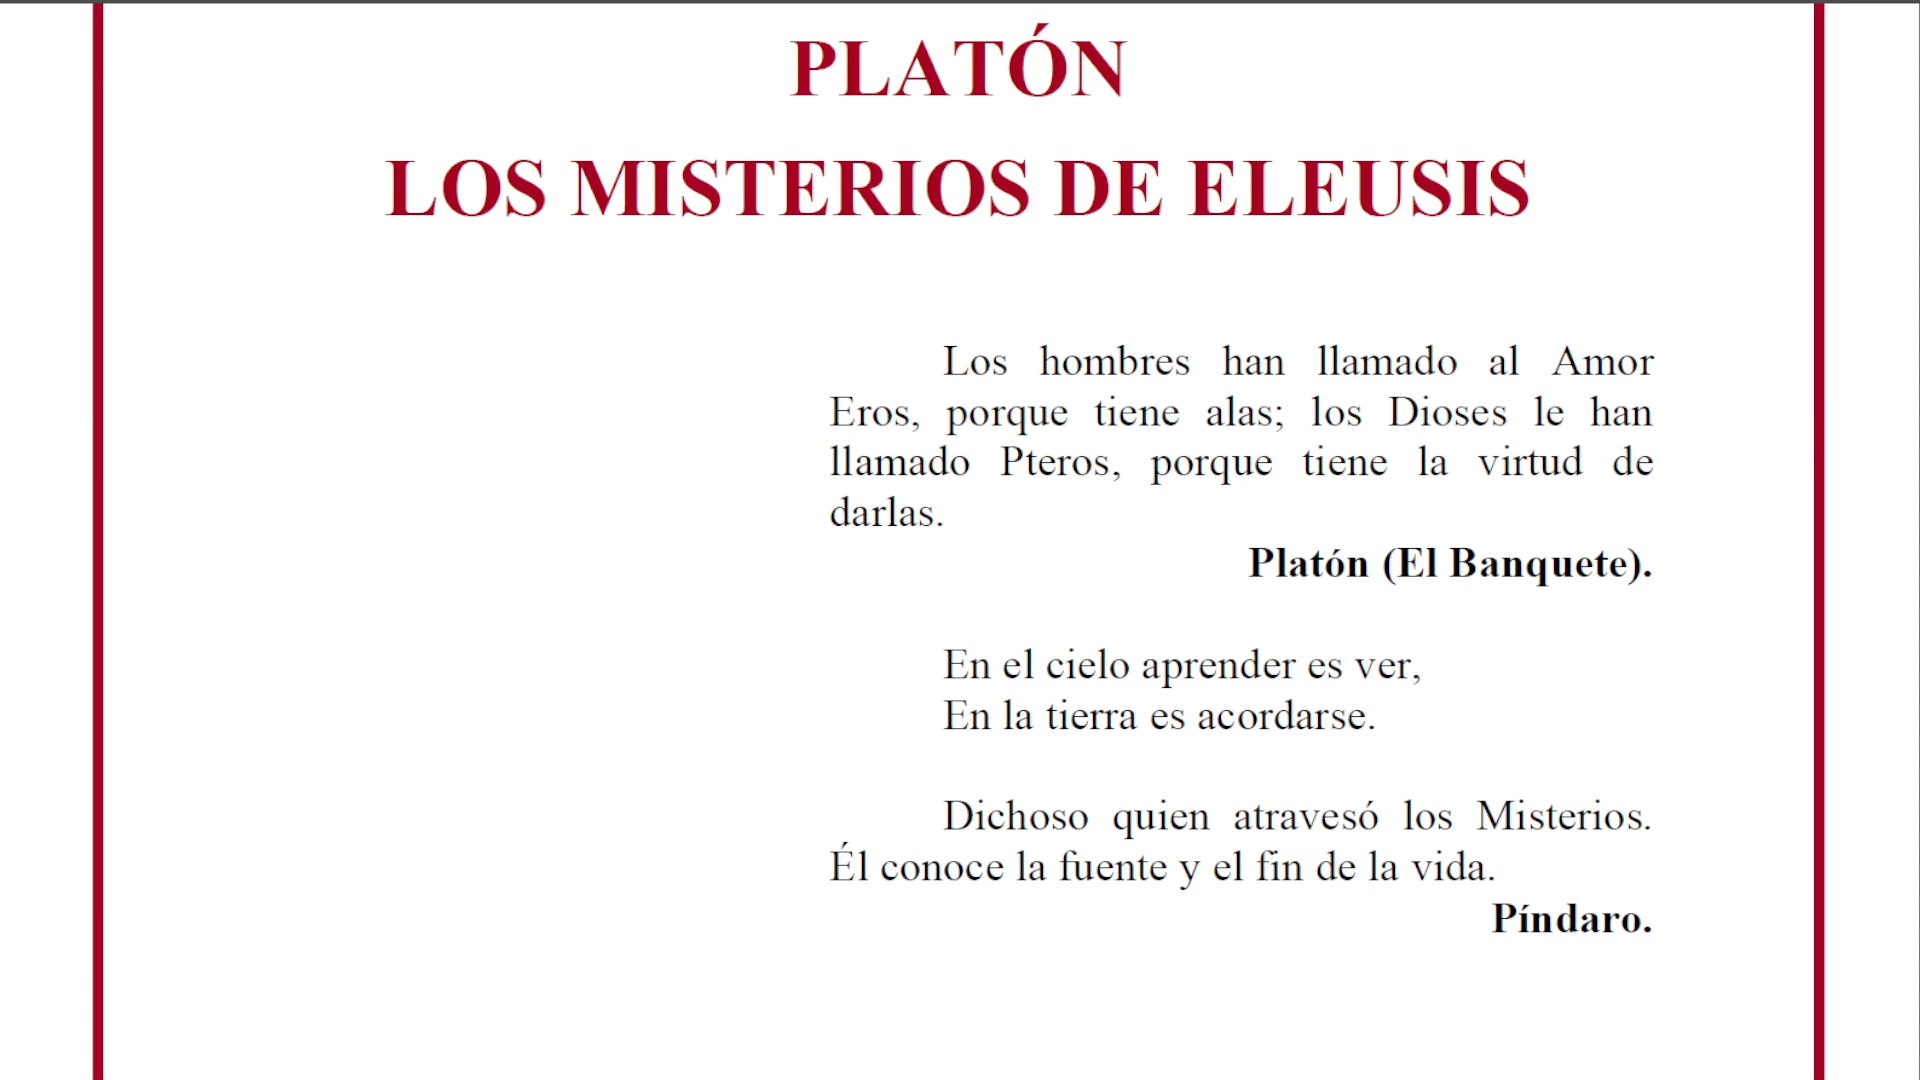 PLATÓN
LOS MISTERIOS DE ELEUSIS
Los hombres han llamado al Amor
Eros, porque tiene alas; los Dioses le han
llamado Pteros, porque tiene la virtud de
darlas.
Platón (El Banquete).
En el cielo aprender es ver,
En la tierra es acordarse.
Dichoso quien atravesó los Misterios.
Él conoce la fuente y el fin de la vida.
Píndaro.